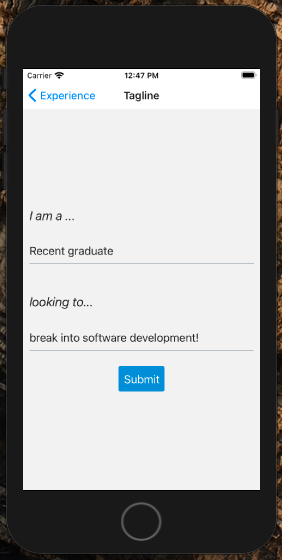 Carrier 12:47 PM
Experience Tagline
I am a ...
Recent graduate
looking to...
break into software development!
Submit